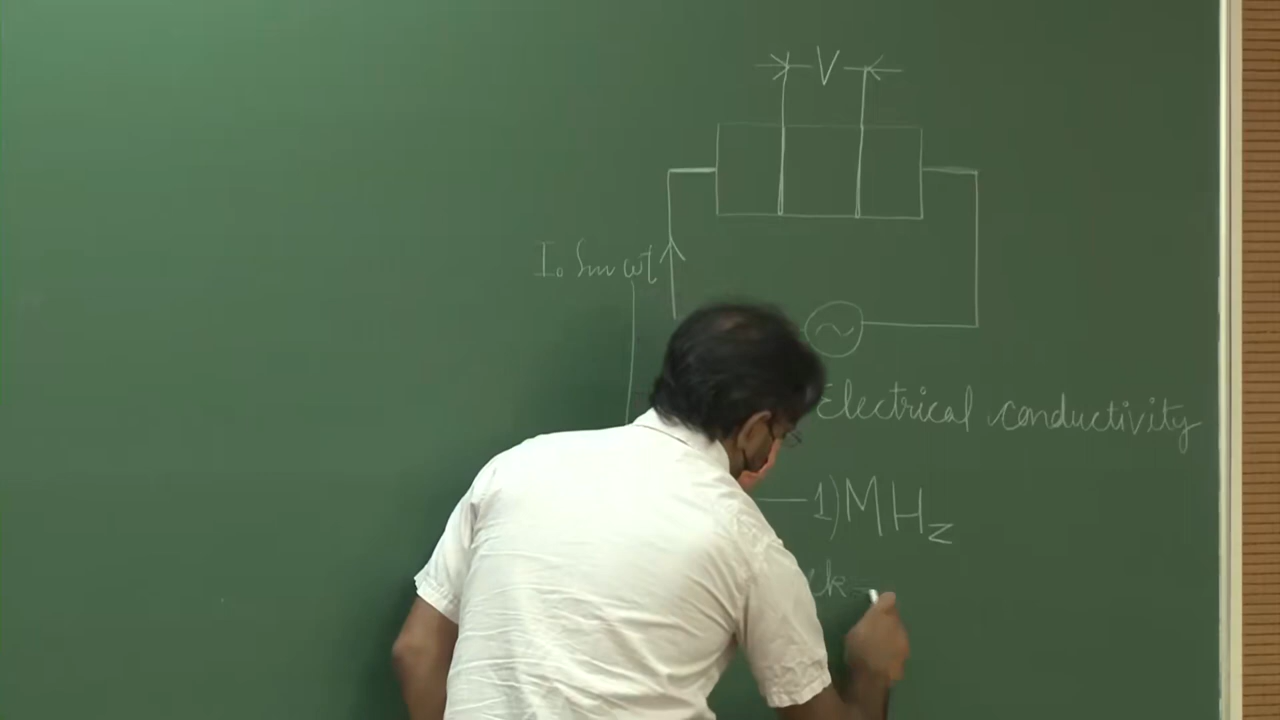 V
I₀ Sin ωt
Electrical conductivity
— 1) MHz